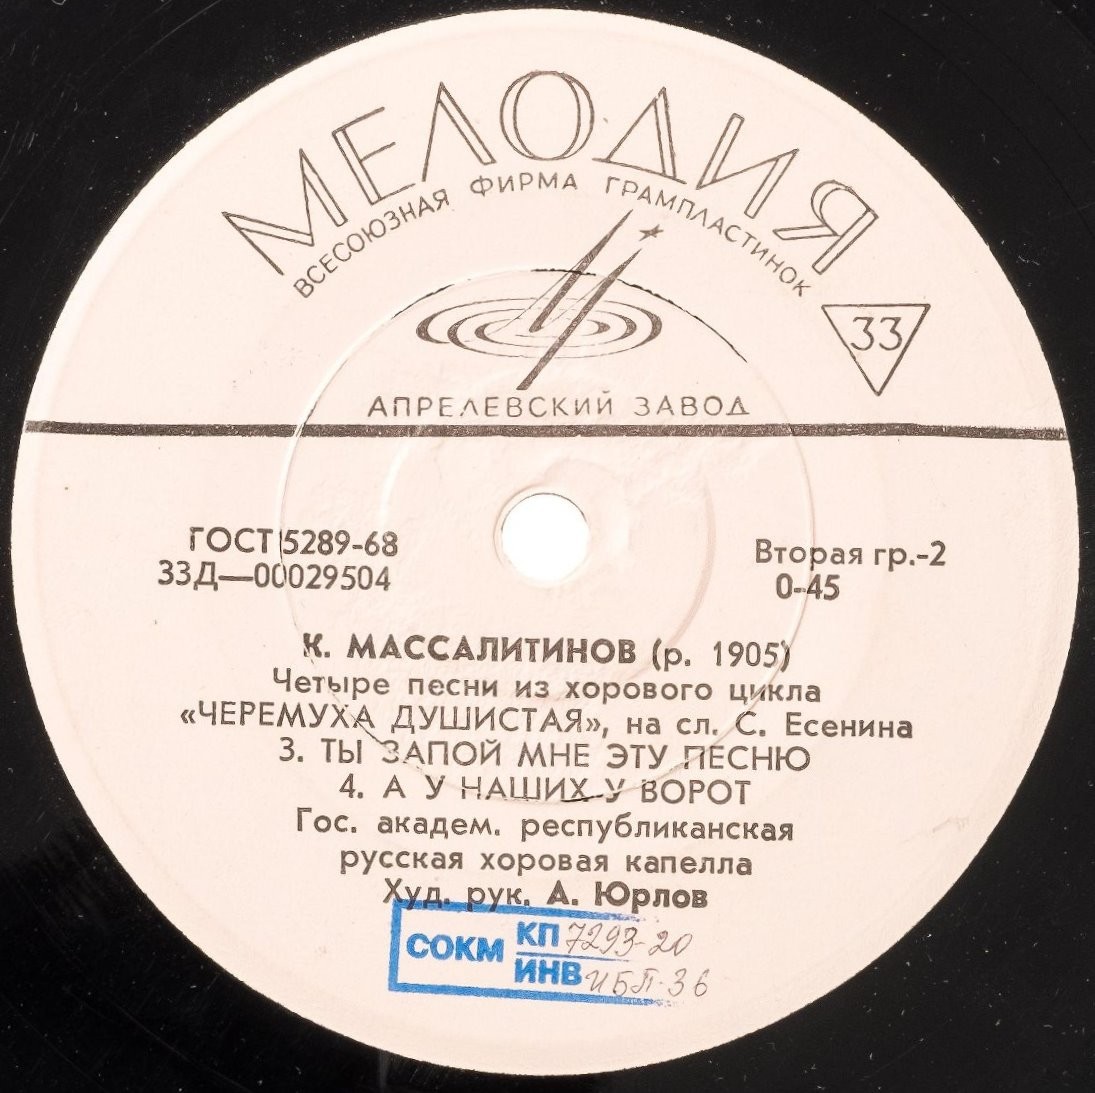 МЕЛОДИЯ
ВСЕСОЮЗНАЯ ФИРМА ГРАМПЛАСТИНОК
33
АПРЕЛЕВСКИЙ ЗАВОД
ГОСТ 5289-68
33Д—00029504
Вторая гр.-2
0-45
К. МАССАЛИТИНОВ (р. 1905)
Четыре песни из хорового цикла
«ЧЕРЕМУХА ДУШИСТАЯ», на сл. С. Есенина
3. ТЫ ЗАПОЙ МНЕ ЭТУ ПЕСНЮ
4. А У НАШИХ У ВОРОТ
Гос. академ. республиканская
русская хоровая капелла
Худ. рук. А. Юрлов
СОКМ КП 7293-20
ИНВ ИБП-36